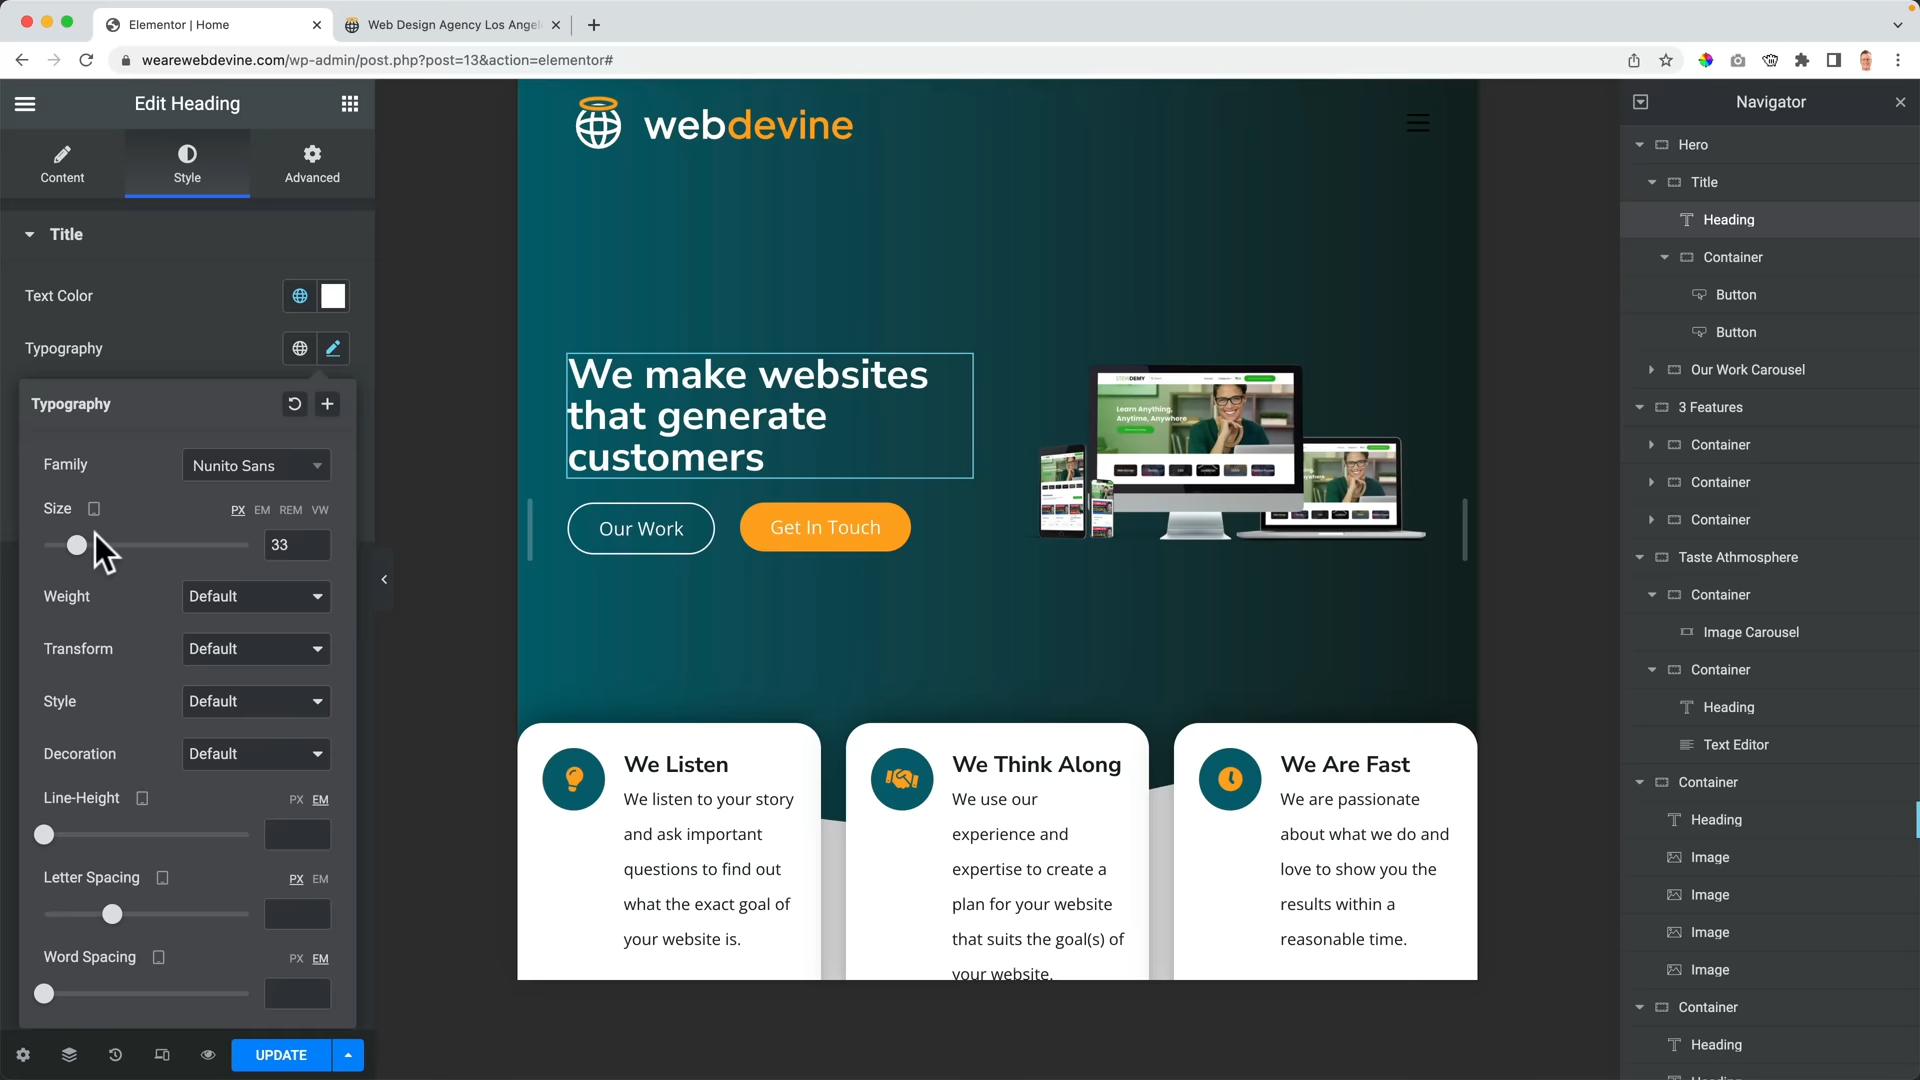 Elementor | Home
Web Design Agency Los Angel
wearewebdevine.com/wp-admin/post.php?post=13&action=elementor#
Edit Heading
Content
Style
Advanced
Title
Text Color
Typography
Typography
Family
Nunito Sans
Size
PX EM REM VW
33
Weight
Default
Transform
Default
Style
Default
Decoration
Default
Line-Height
PX EM
Letter Spacing
PX EM
Word Spacing
PX EM
UPDATE
webdevine
We make websites
that generate
customers
Our Work
Get In Touch
Learn Anything,
Anytime, Anywhere
We Listen
We listen to your story
and ask important
questions to find out
what the exact goal of
your website is.
We Think Along
We use our
experience and
expertise to create a
plan for your website
that suits the goal(s) of
your website.
We Are Fast
We are passionate
about what we do and
love to show you the
results within a
reasonable time.
Navigator
Hero
Title
Heading
Container
Button
Button
Our Work Carousel
3 Features
Container
Container
Container
Taste Athmosphere
Container
Image Carousel
Container
Heading
Text Editor
Container
Heading
Image
Image
Image
Image
Container
Heading